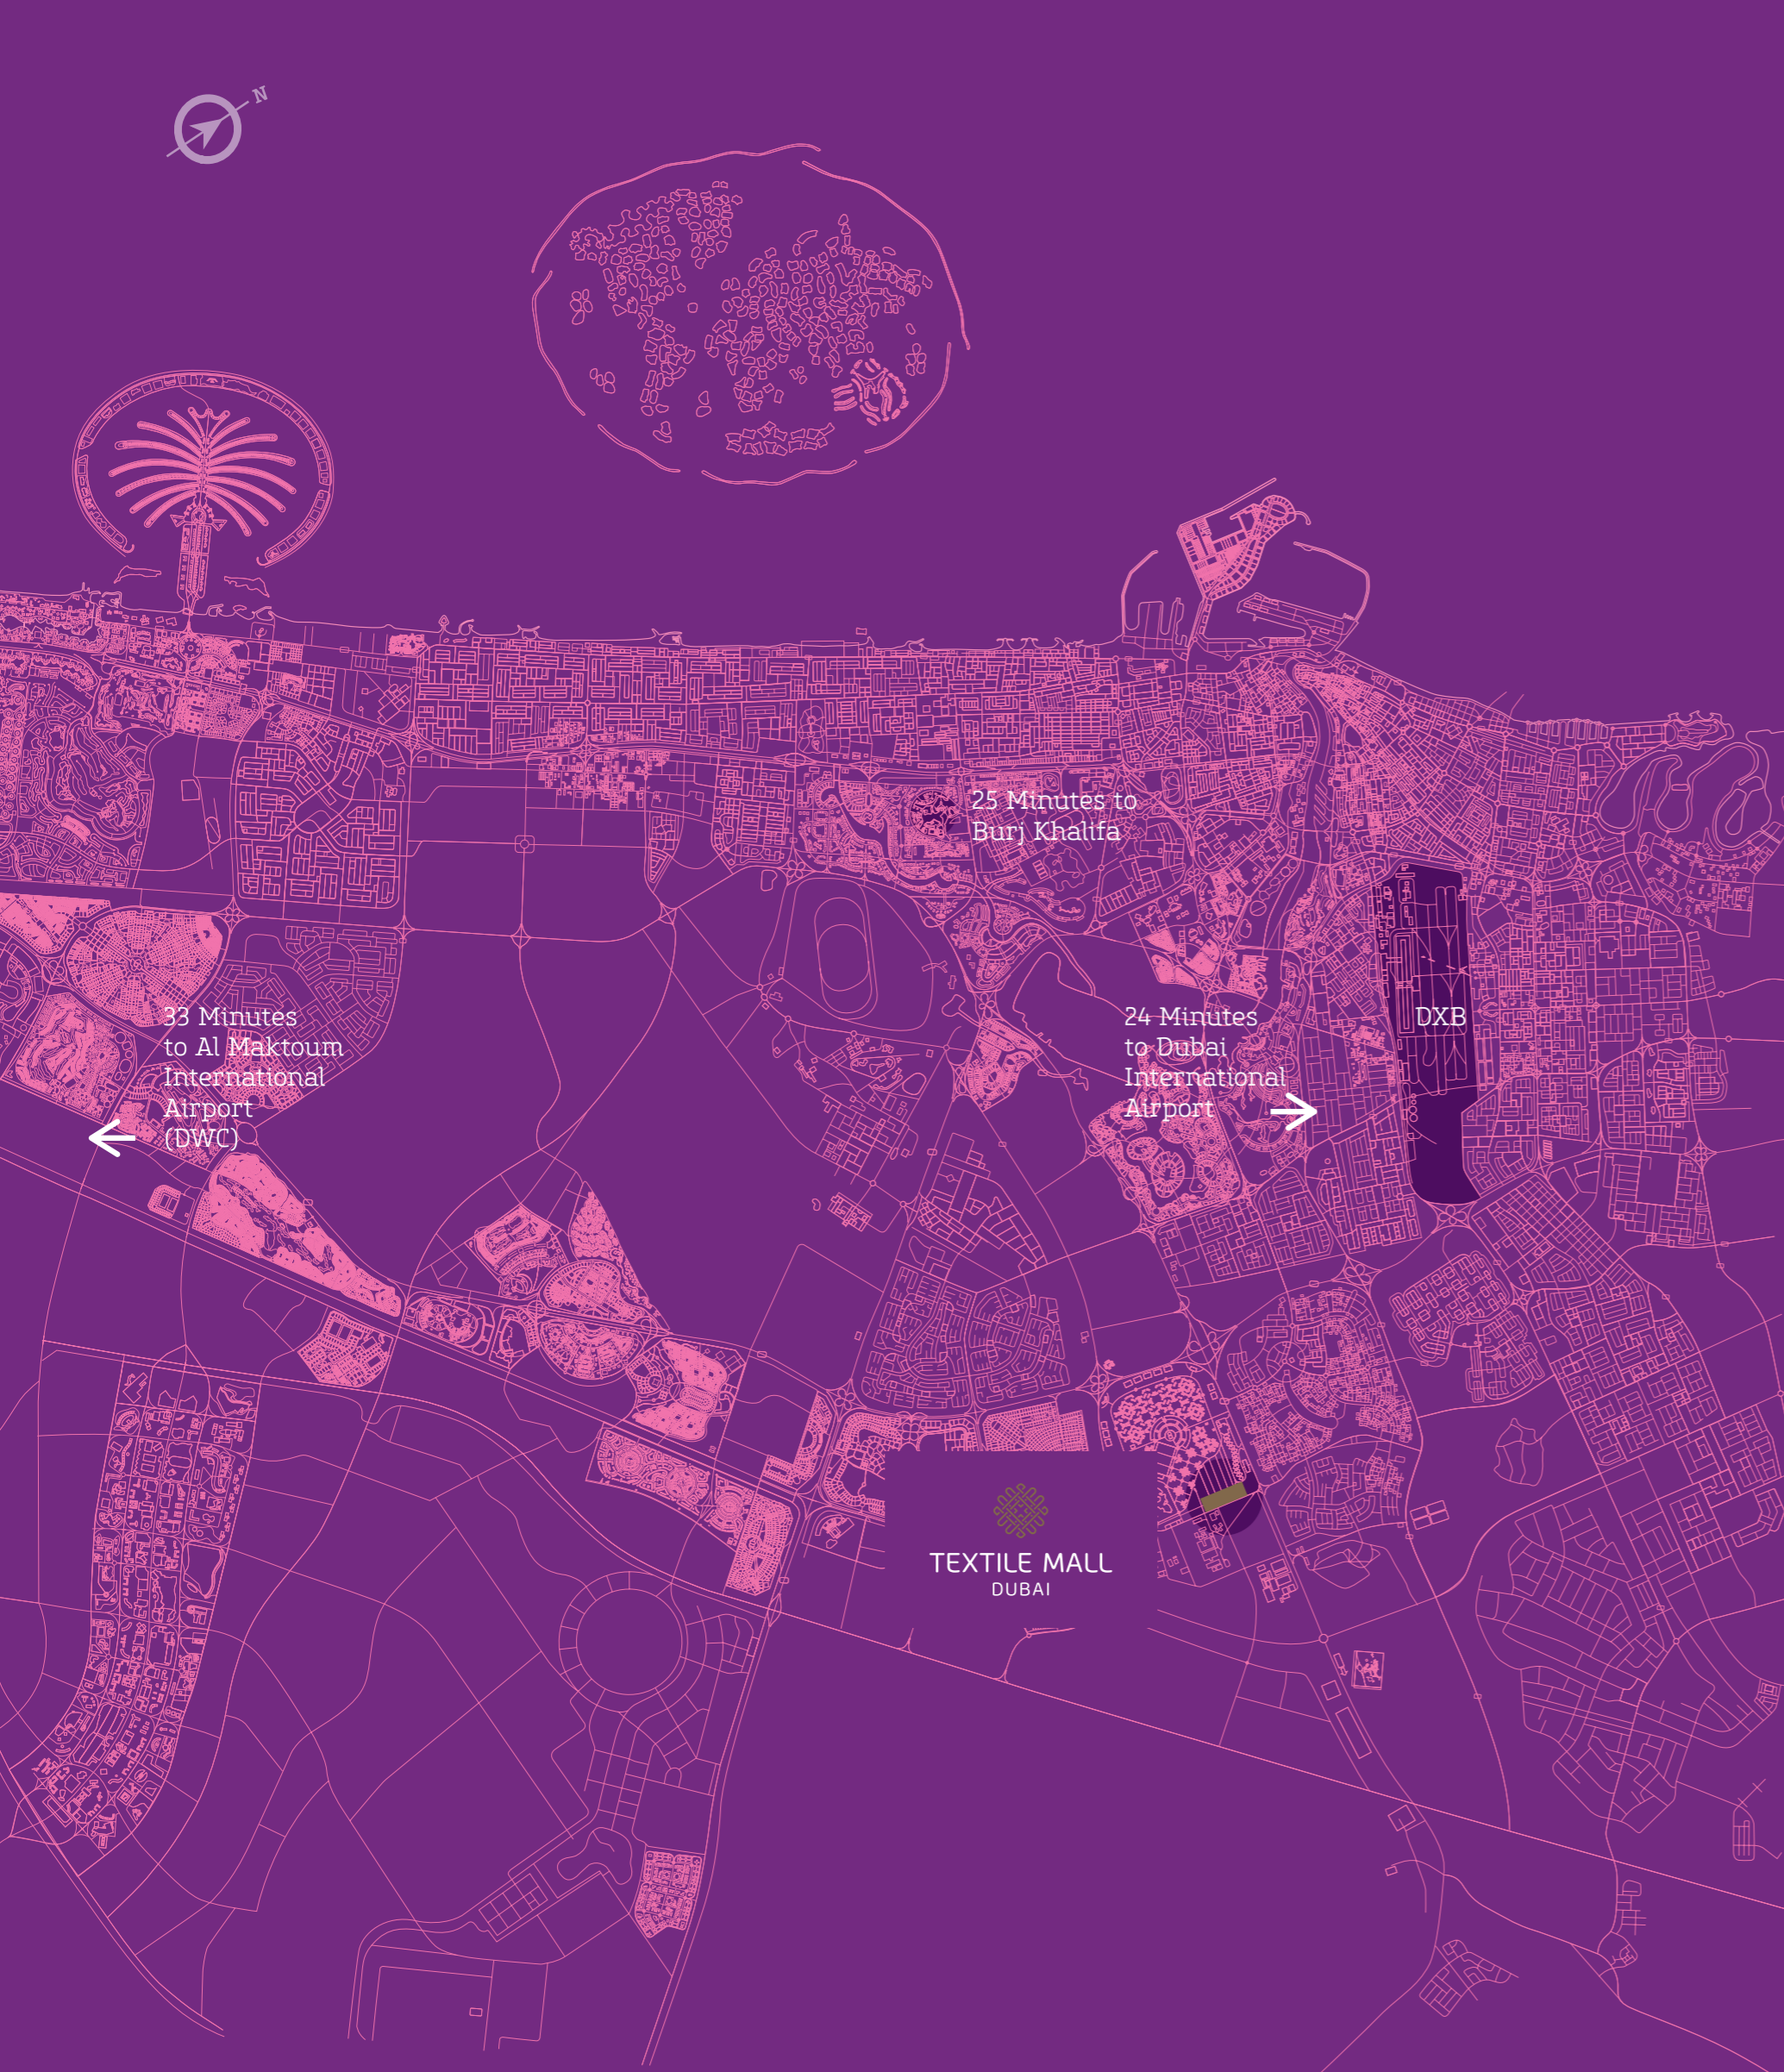 N
25 Minutes to
Burj Khalifa
33 Minutes
to Al Maktoum
International
Airport
(DWC)
24 Minutes
to Dubai
International
Airport
DXB
TEXTILE MALL
DUBAI